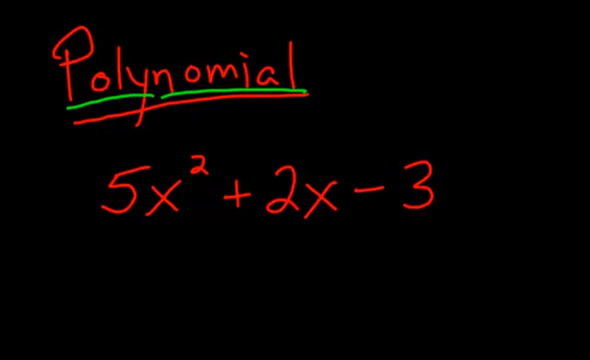 Polynomial
5x² + 2x - 3